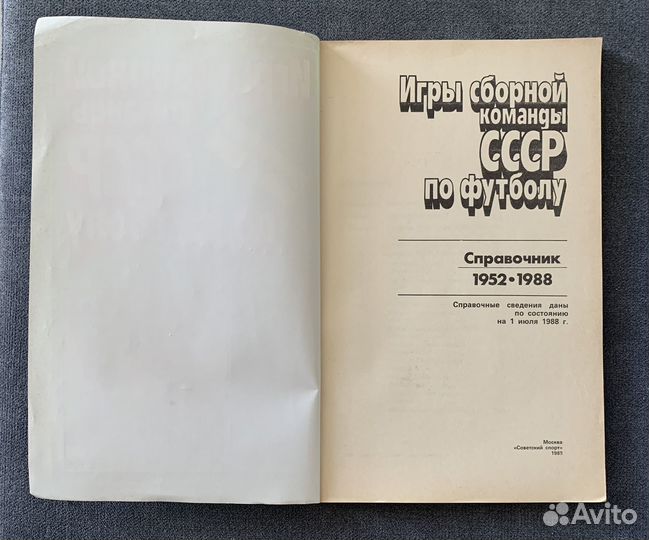 Игры сборной
команды
СССР
по футболу
Справочник
1952•1988
Справочные сведения даны
по состоянию
на 1 июля 1988 г.
Москва
«Советский спорт»
Avito